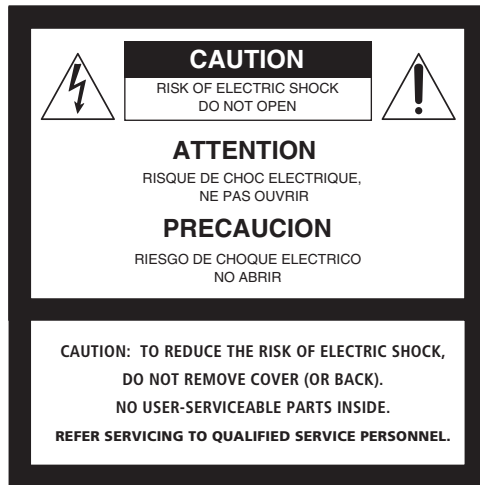 CAUTION
RISK OF ELECTRIC SHOCK
DO NOT OPEN
ATTENTION
RISQUE DE CHOC ELECTRIQUE,
NE PAS OUVRIR
PRECAUCION
RIESGO DE CHOQUE ELECTRICO
NO ABRIR
CAUTION: TO REDUCE THE RISK OF ELECTRIC SHOCK,
DO NOT REMOVE COVER (OR BACK).
NO USER-SERVICEABLE PARTS INSIDE.
REFER SERVICING TO QUALIFIED SERVICE PERSONNEL.